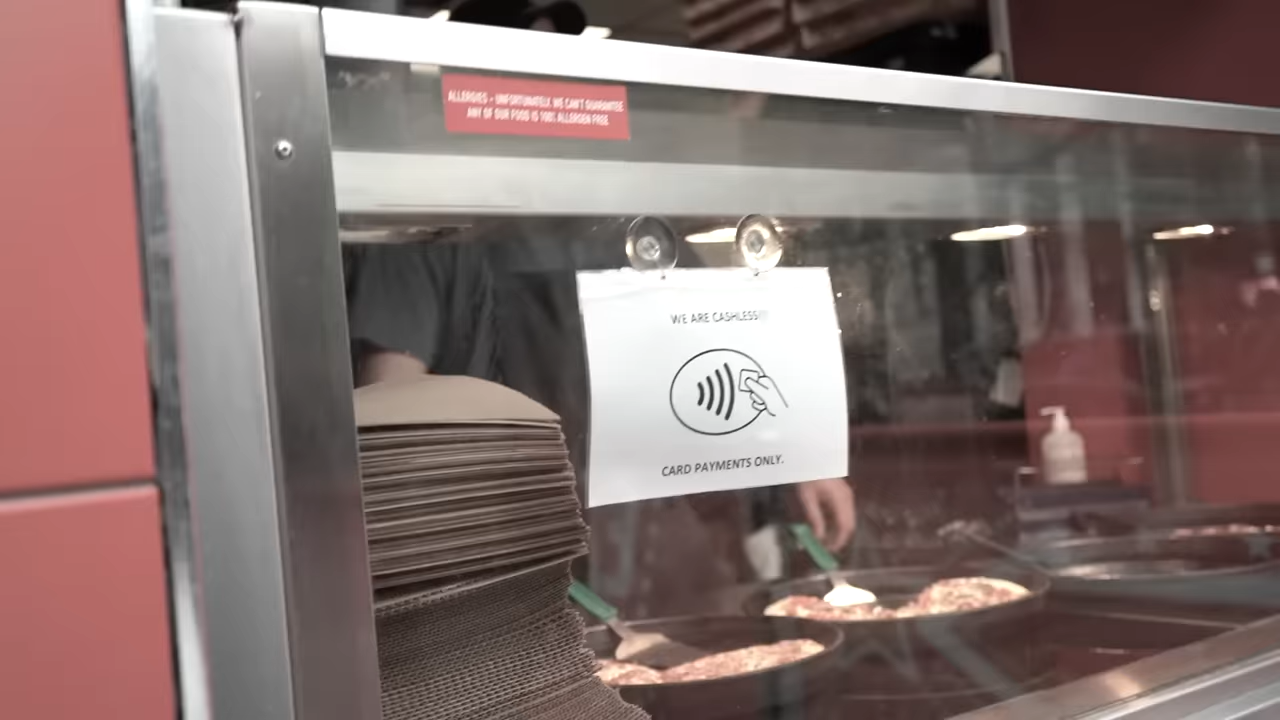 ALLERGIES - UNFORTUNATELY, WE CAN'T GUARANTEE
ANY OF OUR FOOD IS 100% ALLERGEN FREE
WE ARE CASHLESS!!
CARD PAYMENTS ONLY.